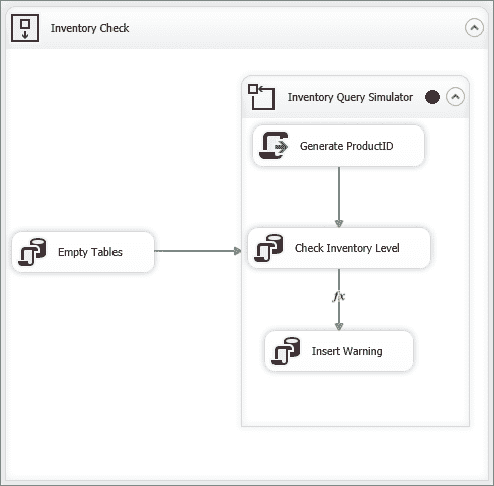 Inventory Check
Inventory Query Simulator
Generate ProductID
Empty Tables
Check Inventory Level
fx
Insert Warning